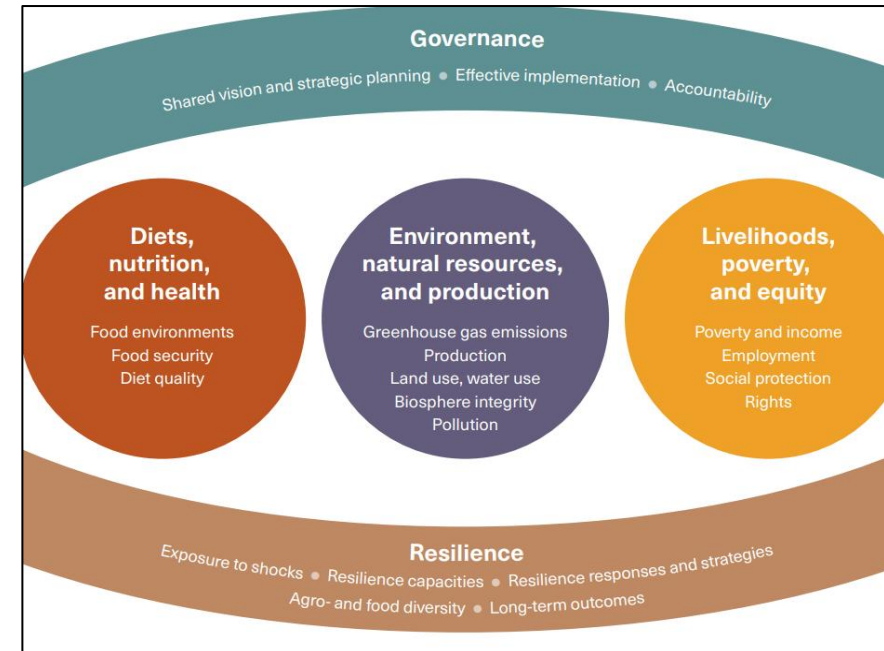 Governance
Shared vision and strategic planning ● Effective implementation ● Accountability
Diets,
nutrition,
and health
Food environments
Food security
Diet quality
Environment,
natural resources,
and production
Greenhouse gas emissions
Production
Land use, water use
Biosphere integrity
Pollution
Livelihoods,
poverty,
and equity
Poverty and income
Employment
Social protection
Rights
Resilience
Exposure to shocks ● Resilience capacities ● Resilience responses and strategies
Agro- and food diversity ● Long-term outcomes